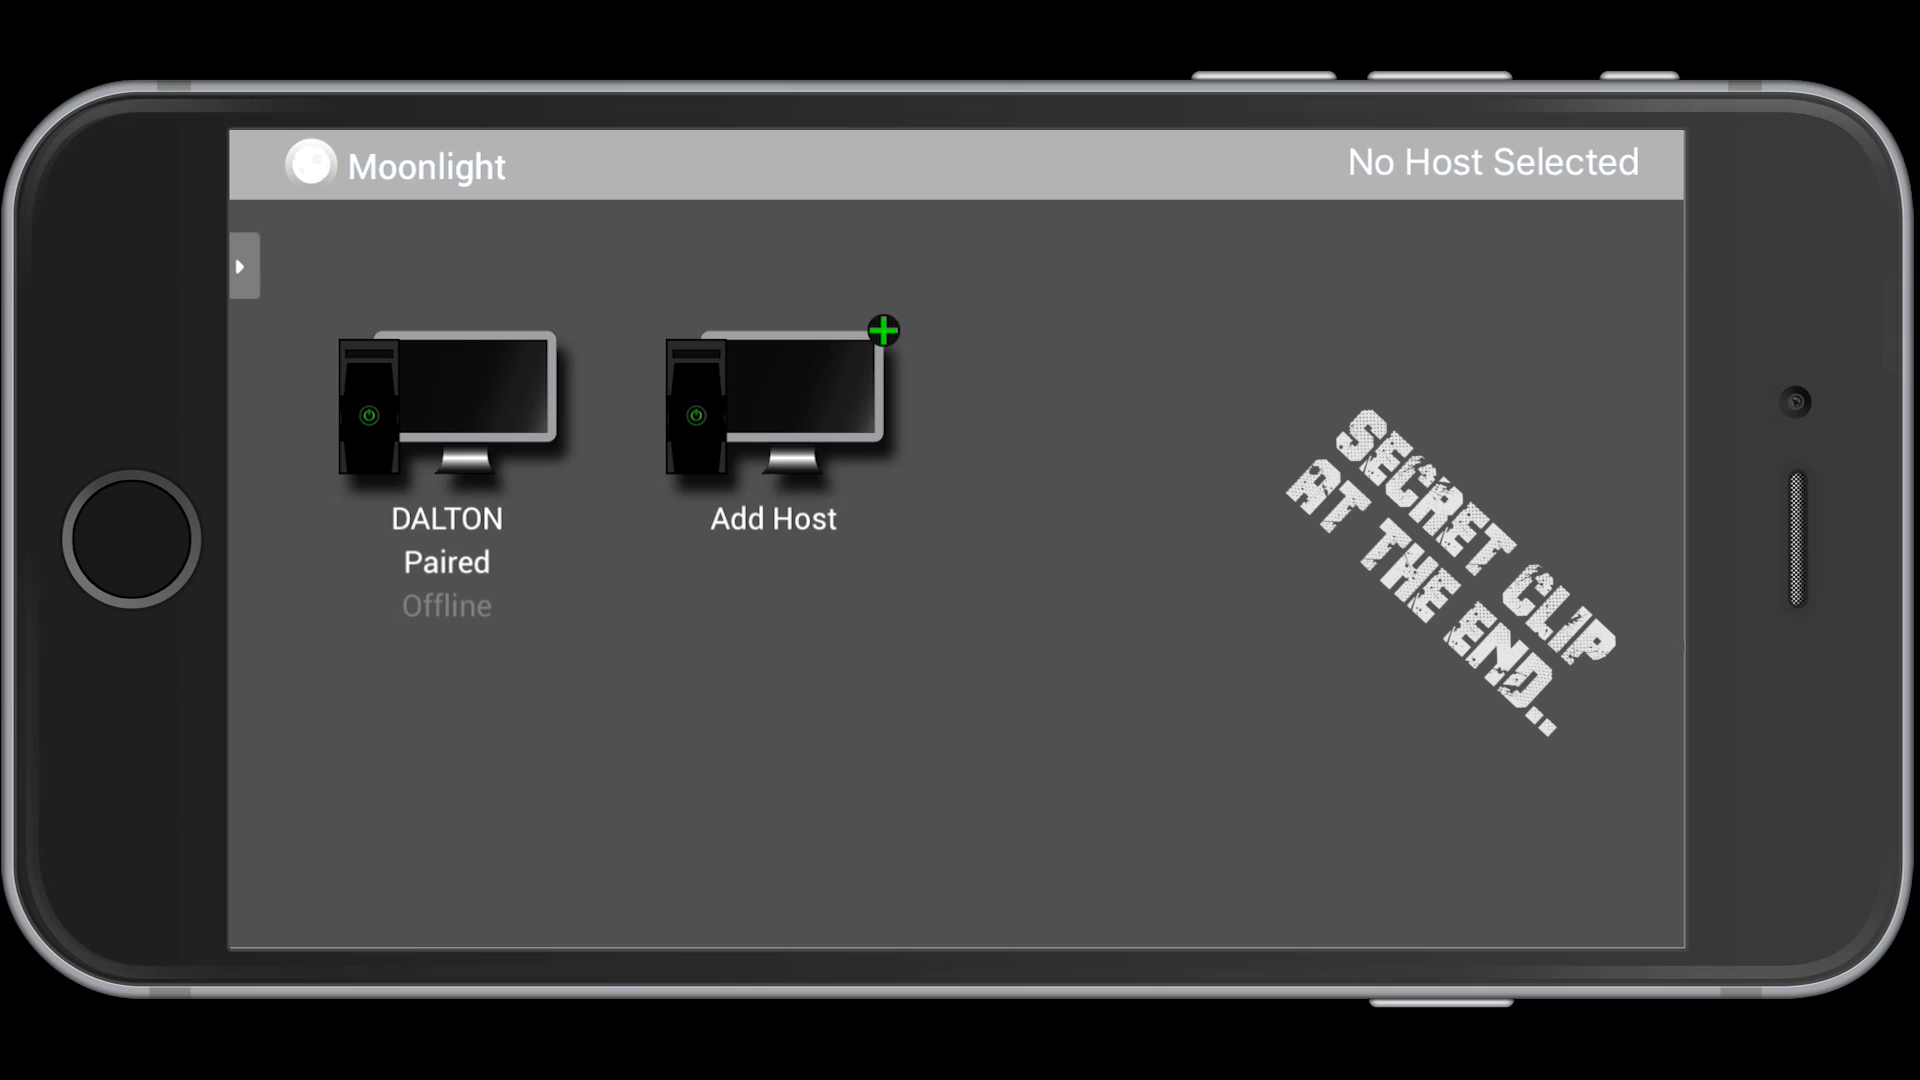 Moonlight
No Host Selected
DALTON
Paired
Offline
Add Host
SECRET CLIP
AT THE END..